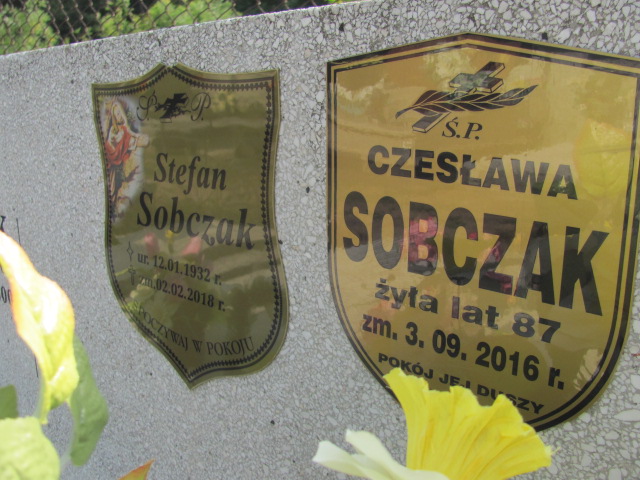 Ś. P.
Stefan
Sobczak
ur. 12.01.1932 r.
zm.02.02.2018 r.
SPOCZYWAJ W POKOJU
Ś.P.
CZESŁAWA
SOBCZAK
żyła lat 87
zm. 3. 09. 2016 r.
POKÓJ JEJ DUSZY